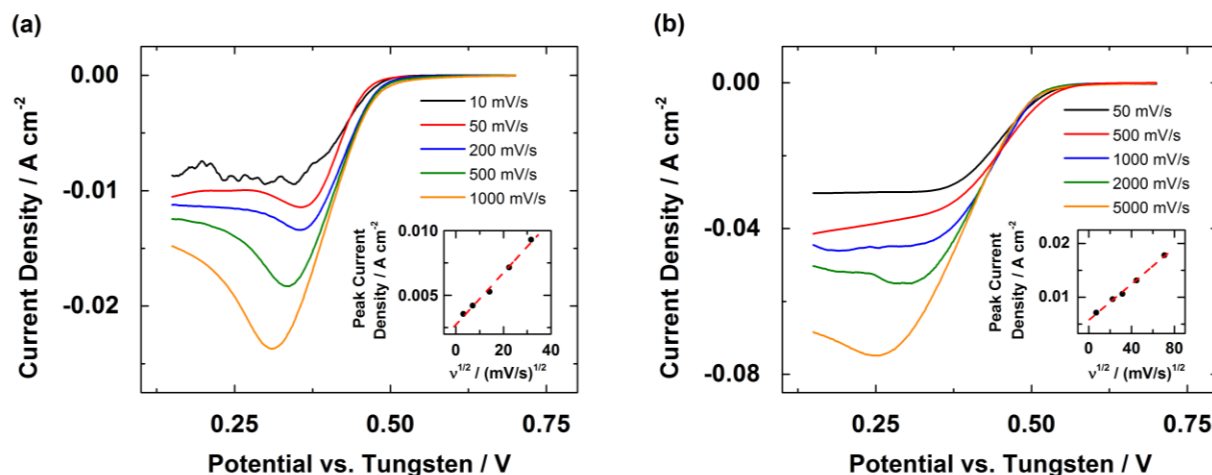 (a)
0.00
-0.01
-0.02
Current Density / A cm-2
10 mV/s
50 mV/s
200 mV/s
500 mV/s
1000 mV/s
0.010
0.005
Peak Current
Density / A cm-2
0 20 40
ν1/2 / (mV/s)1/2
0.25 0.50 0.75
Potential vs. Tungsten / V
(b)
0.00
-0.04
-0.08
Current Density / A cm-2
50 mV/s
500 mV/s
1000 mV/s
2000 mV/s
5000 mV/s
0.02
0.01
Peak Current
Density / A cm-2
0 40 80
ν1/2 / (mV/s)1/2
0.25 0.50 0.75
Potential vs. Tungsten / V